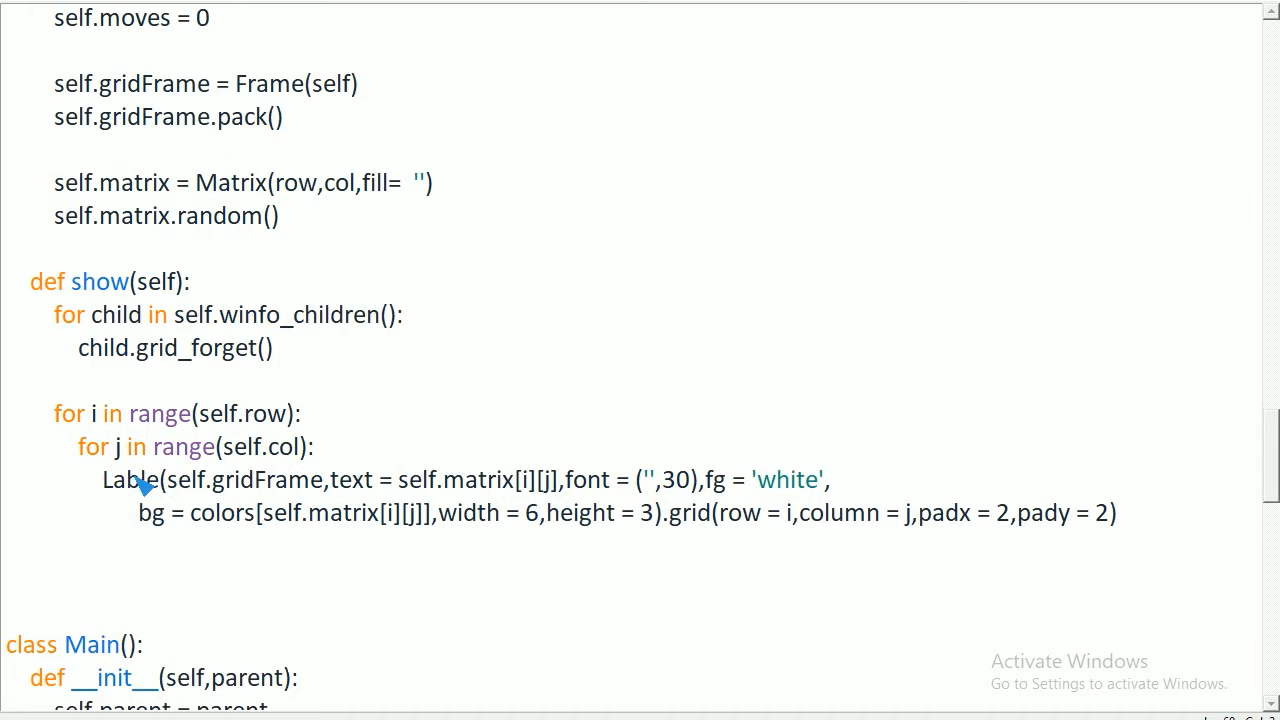 self.moves = 0
self.gridFrame = Frame(self)
self.gridFrame.pack()
self.matrix = Matrix(row,col,fill=  '')
self.matrix.random()
def show(self):
for child in self.winfo_children():
child.grid_forget()
for i in range(self.row):
for j in range(self.col):
Lable(self.gridFrame,text = self.matrix[i][j],font = ('',30),fg = 'white',
bg = colors[self.matrix[i][j]],width = 6,height = 3).grid(row = i,column = j,padx = 2,pady = 2)
class Main():
def __init__(self,parent):
self.parent = parent
Activate Windows
Go to Settings to activate Windows.